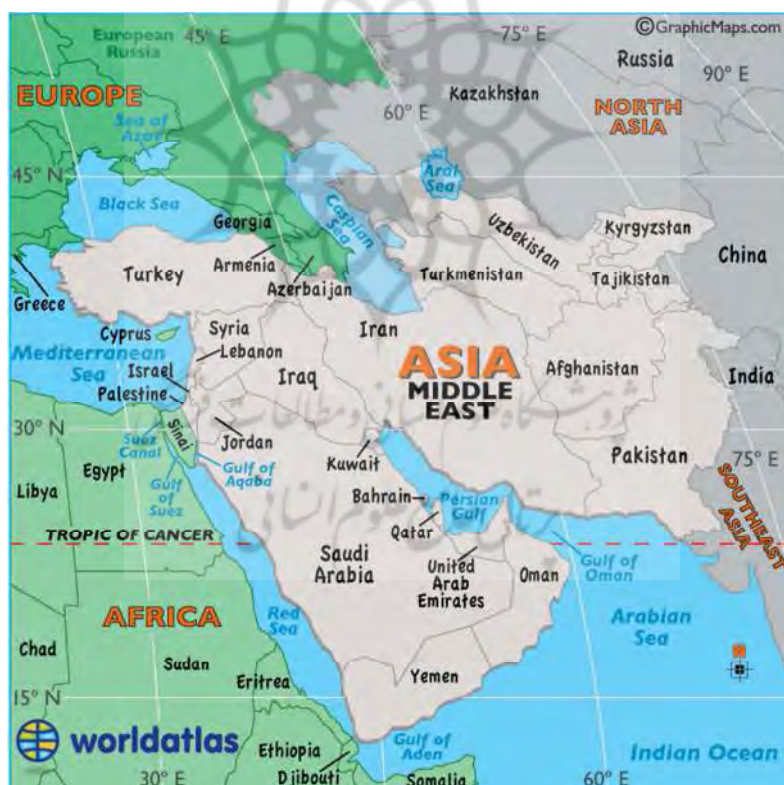 ©GraphicMaps.com
European
Russia
45° E
75° E
Russia
90° E
EUROPE
Kazakhstan
60° E
NORTH
ASIA
Sea of
Azov
45° N
Aral
Sea
Black Sea
Georgia
Caspian
Sea
Uzbekistan
Kyrgyzstan
China
Armenia
Turkey
Turkmenistan
Tajikistan
Azerbaijan
Greece
Cyprus
Syria
Iran
Mediterranean
Sea
Lebanon
ASIA
MIDDLE
EAST
Afghanistan
Israel
Iraq
India
Palestine
30° N
Sinai
Suez
Canal
Jordan
Pakistan
Kuwait
75° E
Egypt
Gulf of
Aqaba
Libya
Gulf
of
Suez
Bahrain
Persian
Gulf
SOUTHEAST
ASIA
Qatar
TROPIC OF CANCER
Saudi
Arabia
United
Arab
Emirates
Oman
Gulf of
Oman
AFRICA
Red
Sea
Arabian
Sea
Chad
Sudan
N
Yemen
Eritrea
15° N
worldatlas
Ethiopia
Gulf of
Aden
Indian Ocean
Djibouti
30° E
Somalia
60° E